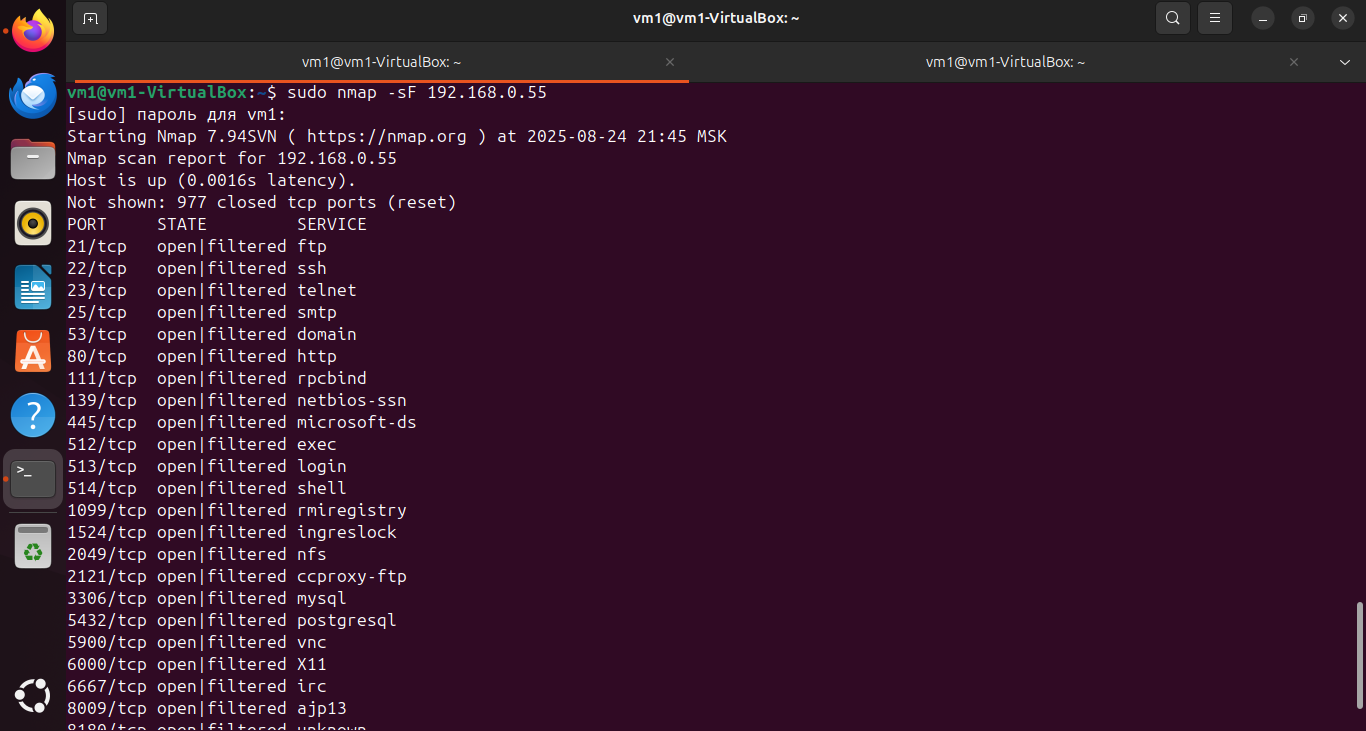 vm1@vm1-VirtualBox: ~
vm1@vm1-VirtualBox: ~
vm1@vm1-VirtualBox: ~
vm1@vm1-VirtualBox:~$ sudo nmap -sF 192.168.0.55
[sudo] пароль для vm1:
Starting Nmap 7.94SVN ( https://nmap.org ) at 2025-08-24 21:45 MSK
Nmap scan report for 192.168.0.55
Host is up (0.0016s latency).
Not shown: 977 closed tcp ports (reset)
PORT     STATE         SERVICE
21/tcp   open|filtered ftp
22/tcp   open|filtered ssh
23/tcp   open|filtered telnet
25/tcp   open|filtered smtp
53/tcp   open|filtered domain
80/tcp   open|filtered http
111/tcp  open|filtered rpcbind
139/tcp  open|filtered netbios-ssn
445/tcp  open|filtered microsoft-ds
512/tcp  open|filtered exec
513/tcp  open|filtered login
514/tcp  open|filtered shell
1099/tcp open|filtered rmiregistry
1524/tcp open|filtered ingreslock
2049/tcp open|filtered nfs
2121/tcp open|filtered ccproxy-ftp
3306/tcp open|filtered mysql
5432/tcp open|filtered postgresql
5900/tcp open|filtered vnc
6000/tcp open|filtered X11
6667/tcp open|filtered irc
8009/tcp open|filtered ajp13
8180/tcp open|filtered unknown